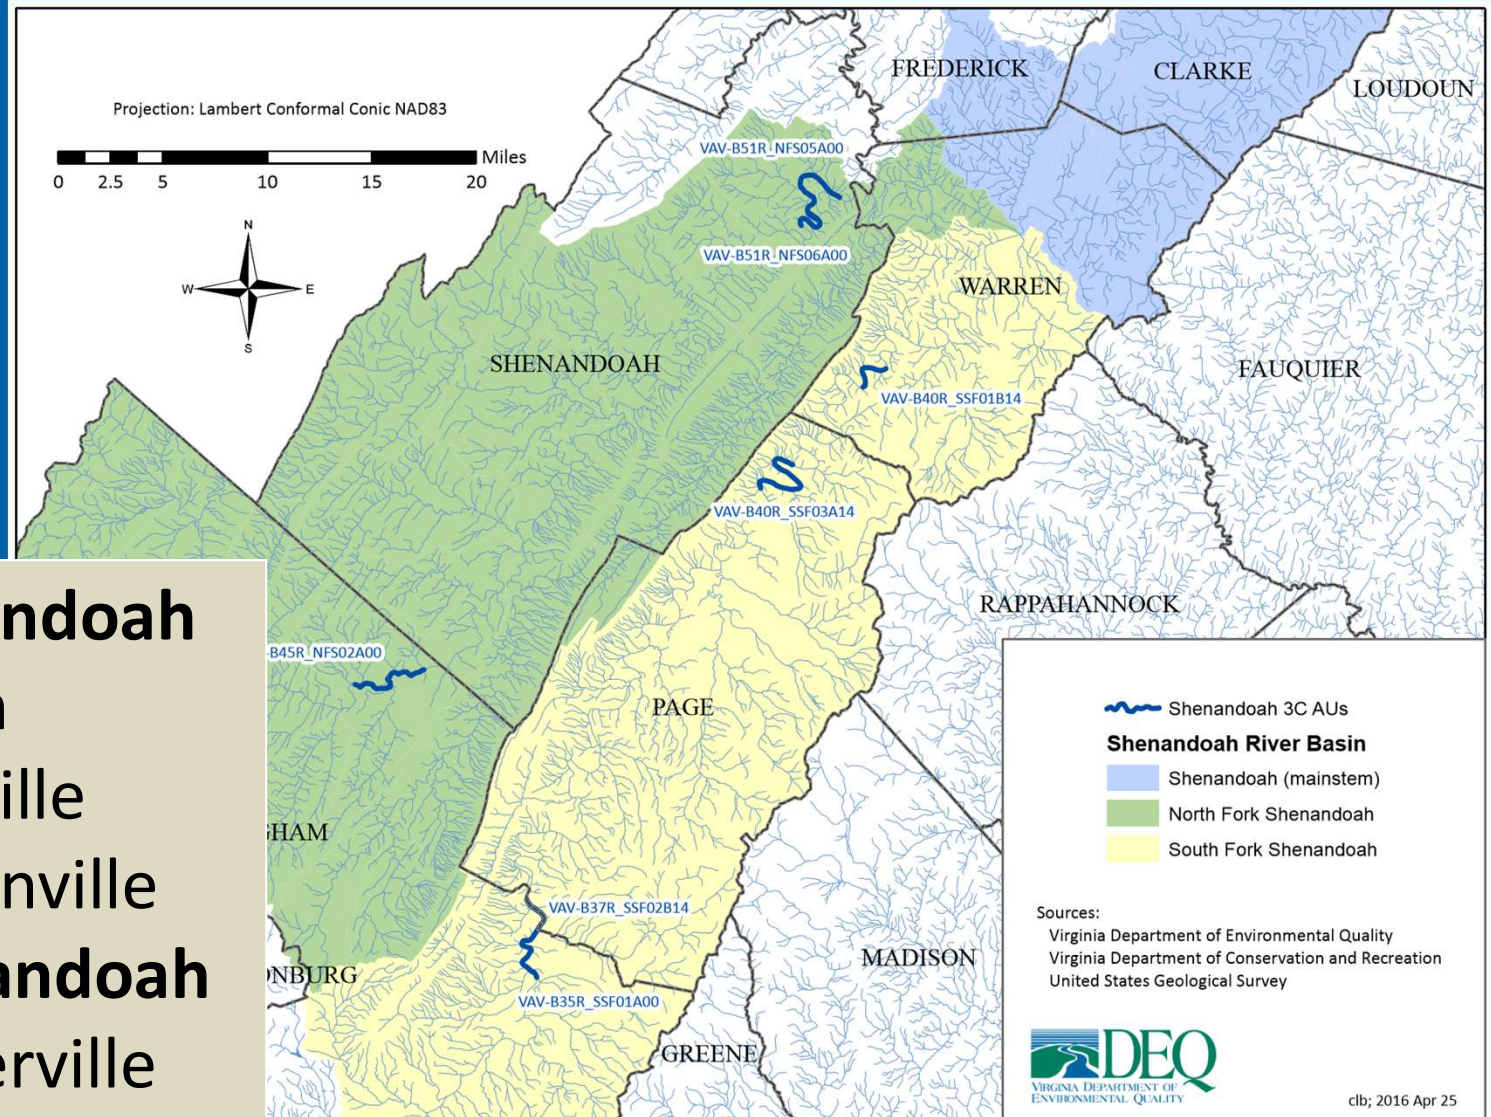 FREDERICK
CLARKE
LOUDOUN
Projection: Lambert Conformal Conic NAD83
Miles
0 2.5 5 10 15 20
VAV-B51R_NFS05A00
N
W E
S
VAV-B51R_NFS06A00
WARREN
SHENANDOAH
FAUQUIER
VAV-B40R_SSF01B14
VAV-B40R_SSF03A14
RAPPAHANNOCK
ndoah
-B45R_NFS02A00
PAGE
ille
GHAM
nville
VAV-B37R_SSF02B14
MADISON
andoah
NBURG
VAV-B35R_SSF01A00
GREENE
erville
Shenandoah 3C AUs
Shenandoah River Basin
Shenandoah (mainstem)
North Fork Shenandoah
South Fork Shenandoah
Sources:
Virginia Department of Environmental Quality
Virginia Department of Conservation and Recreation
United States Geological Survey
DEQ
VIRGINIA DEPARTMENT OF
ENVIRONMENTAL QUALITY
clb; 2016 Apr 25